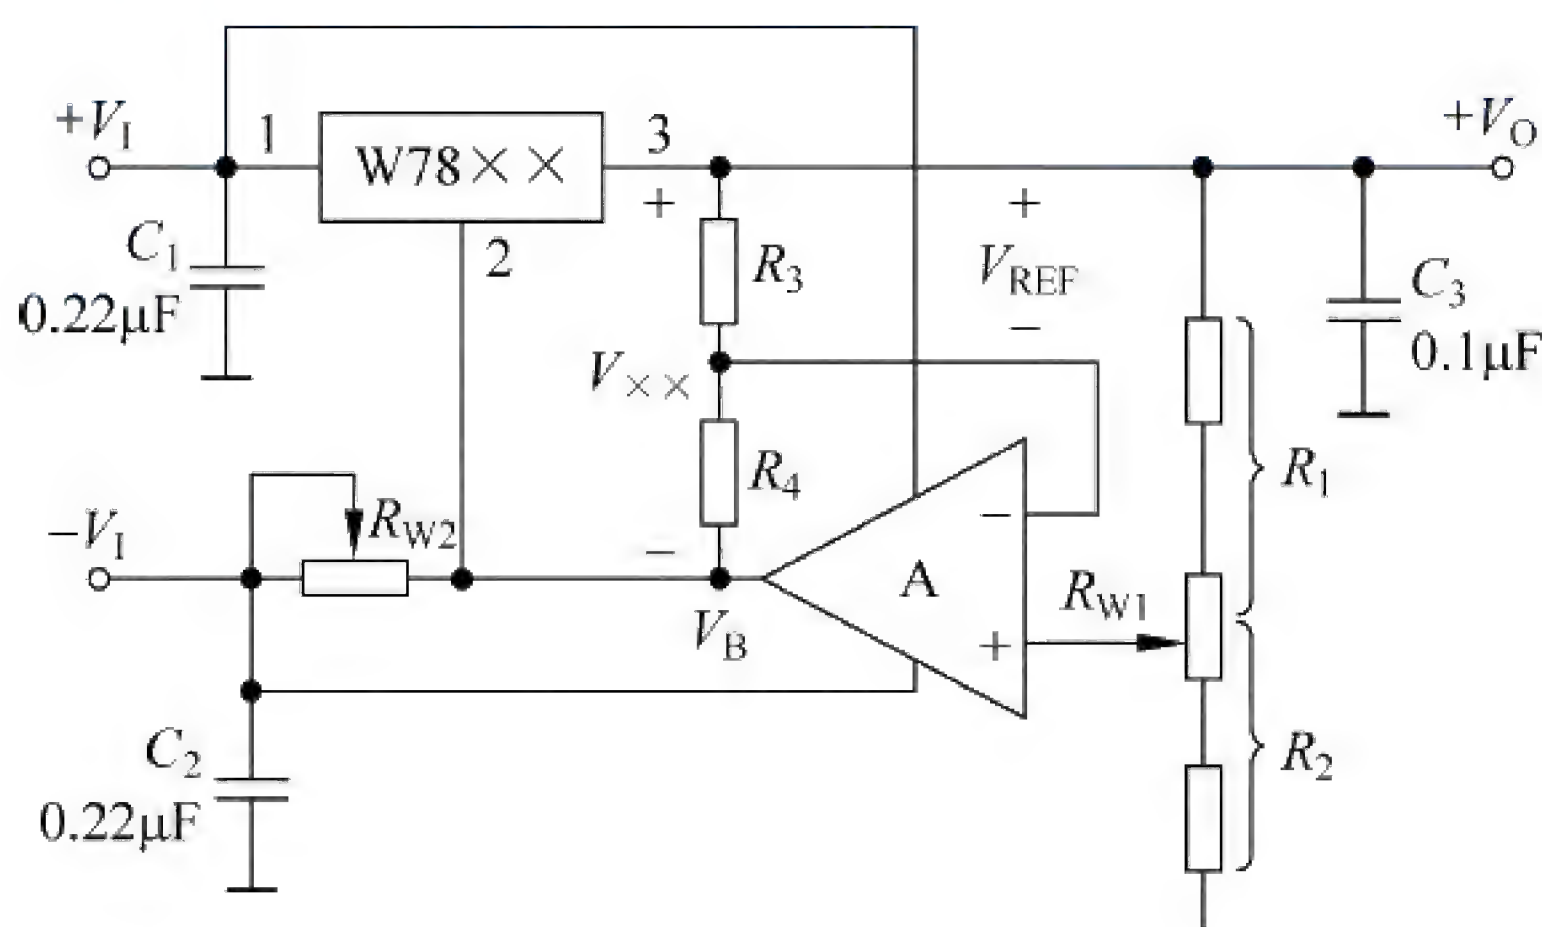 +V_I
1
W78××
3
+V_O
2
C_1
0.22μF
+
R_3
+
V_REF
−
C_3
0.1μF
V_××
R_4
R_1
−V_I
R_W2
−
−
A
R_W1
V_B
+
C_2
0.22μF
R_2